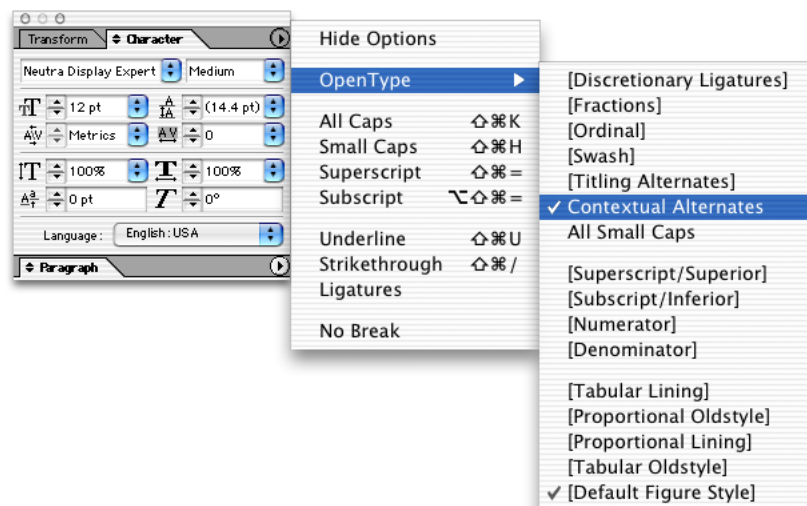 Transform Character
Neutra Display Expert Medium
12 pt (14.4 pt)
Metrics 0
100% 100%
0 pt 0°
Language: English: USA
Paragraph
Hide Options
OpenType
All Caps ⇧⌘K
Small Caps ⇧⌘H
Superscript ⇧⌘=
Subscript ⌥⇧⌘=
Underline ⇧⌘U
Strikethrough ⇧⌘/
Ligatures
No Break
[Discretionary Ligatures]
[Fractions]
[Ordinal]
[Swash]
[Titling Alternates]
✓ Contextual Alternates
All Small Caps
[Superscript/Superior]
[Subscript/Inferior]
[Numerator]
[Denominator]
[Tabular Lining]
[Proportional Oldstyle]
[Proportional Lining]
[Tabular Oldstyle]
✓ [Default Figure Style]